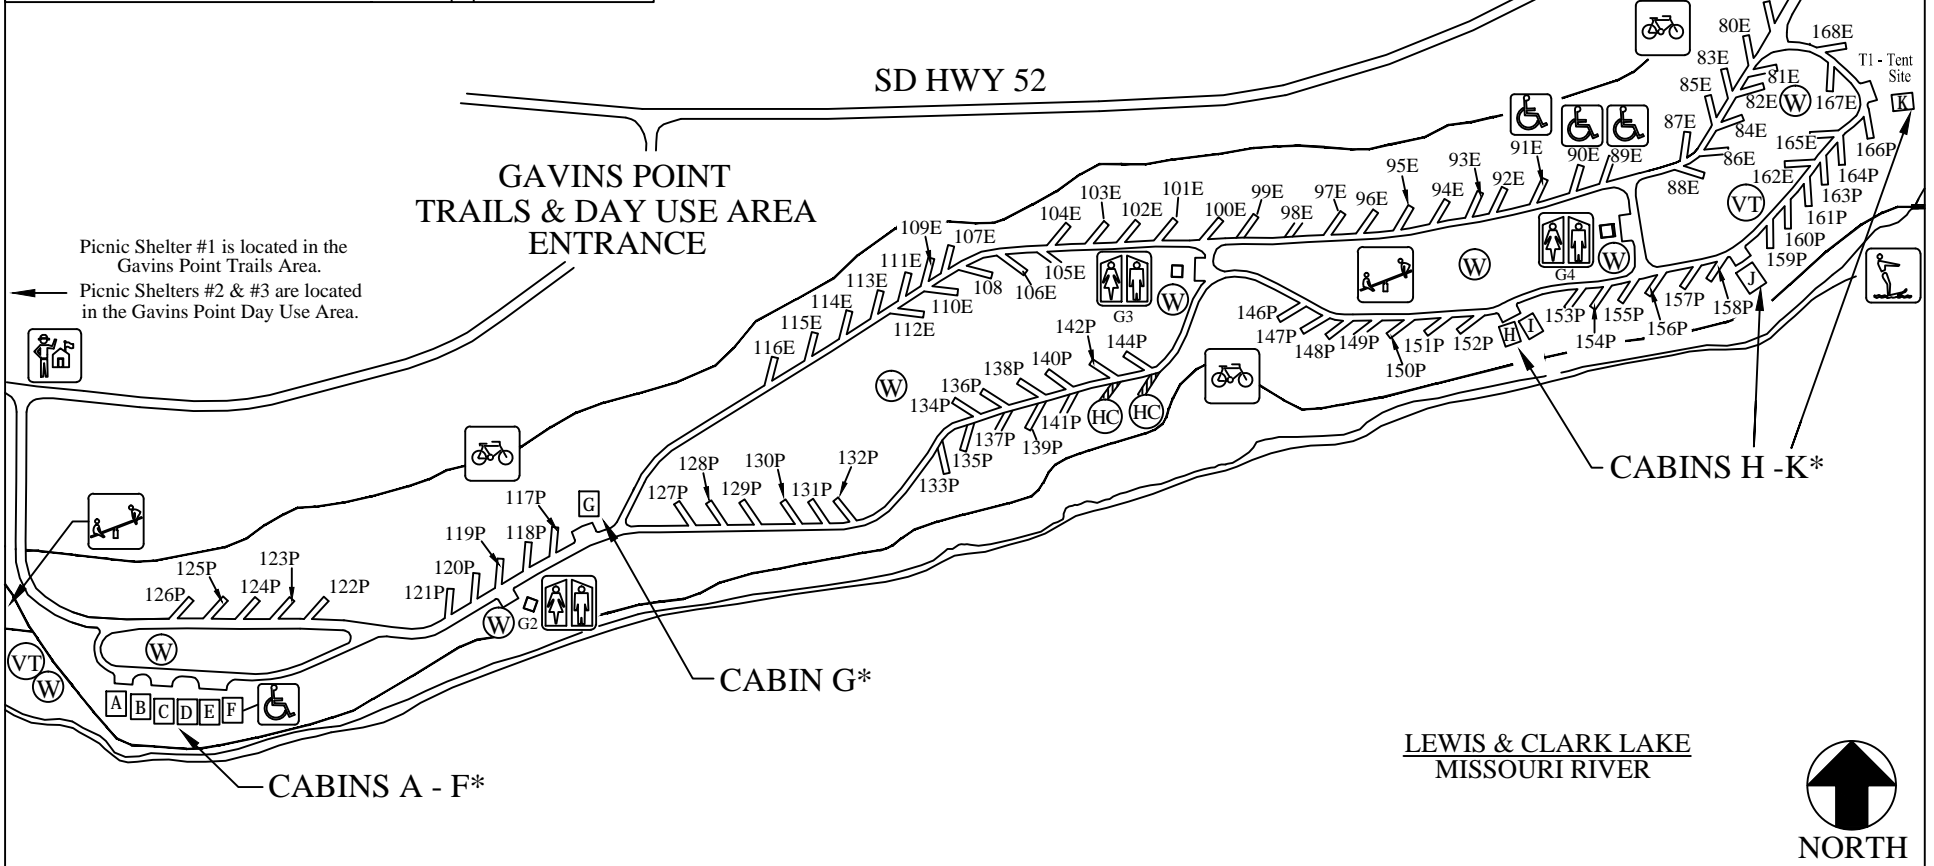 SD HWY 52
GAVINS POINT
TRAILS & DAY USE AREA
ENTRANCE
Picnic Shelter #1 is located in the
Gavins Point Trails Area.
Picnic Shelters #2 & #3 are located
in the Gavins Point Day Use Area.
80E
168E
T1 - Tent
Site
83E
81E
85E
82E
W
167E
K
87E
84E
165E
86E
166P
91E
90E
89E
162E
164P
88E
163P
VT
161P
160P
159P
95E
93E
94E
92E
103E
101E
99E
97E
104E
102E
100E
98E
96E
109E
107E
105E
106E
108
111E
110E
113E
112E
114E
115E
116E
G3
W
W
G4
W
J
158P
157P
156P
155P
154P
153P
146P
147P
148P
149P
150P
151P
152P
H
I
142P
144P
140P
138P
136P
134P
W
HC
HC
141P
139P
137P
135P
133P
CABINS H -K*
132P
130P
128P
131P
129P
127P
G
117P
118P
119P
120P
121P
W
G2
123P
125P
126P
124P
122P
W
VT
W
A
B
C
D
E
F
CABIN G*
CABINS A - F*
LEWIS & CLARK LAKE
MISSOURI RIVER
NORTH